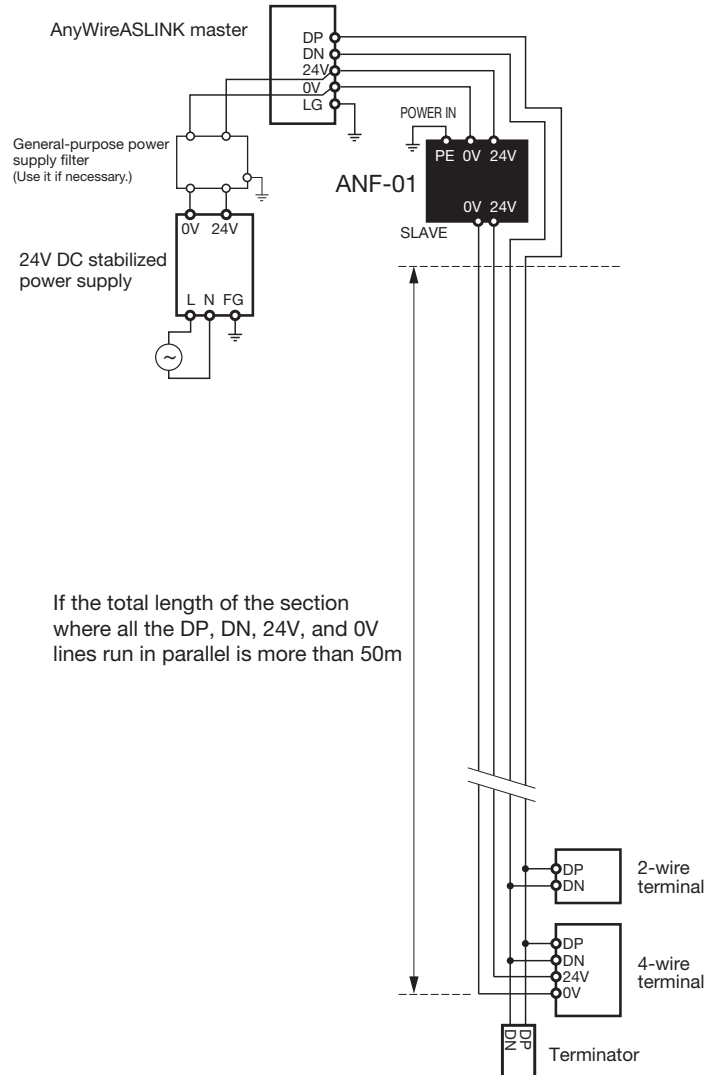 AnyWireASLINK master
DP
DN
24V
0V
LG
General-purpose power
supply filter
(Use it if necessary.)
POWER IN
PE 0V 24V
ANF-01
0V 24V
SLAVE
0V 24V
24V DC stabilized
power supply
L N FG
~
If the total length of the section
where all the DP, DN, 24V, and 0V
lines run in parallel is more than 50m
DP
DN
2-wire
terminal
DP
DN
24V
0V
4-wire
terminal
DN
DP
Terminator